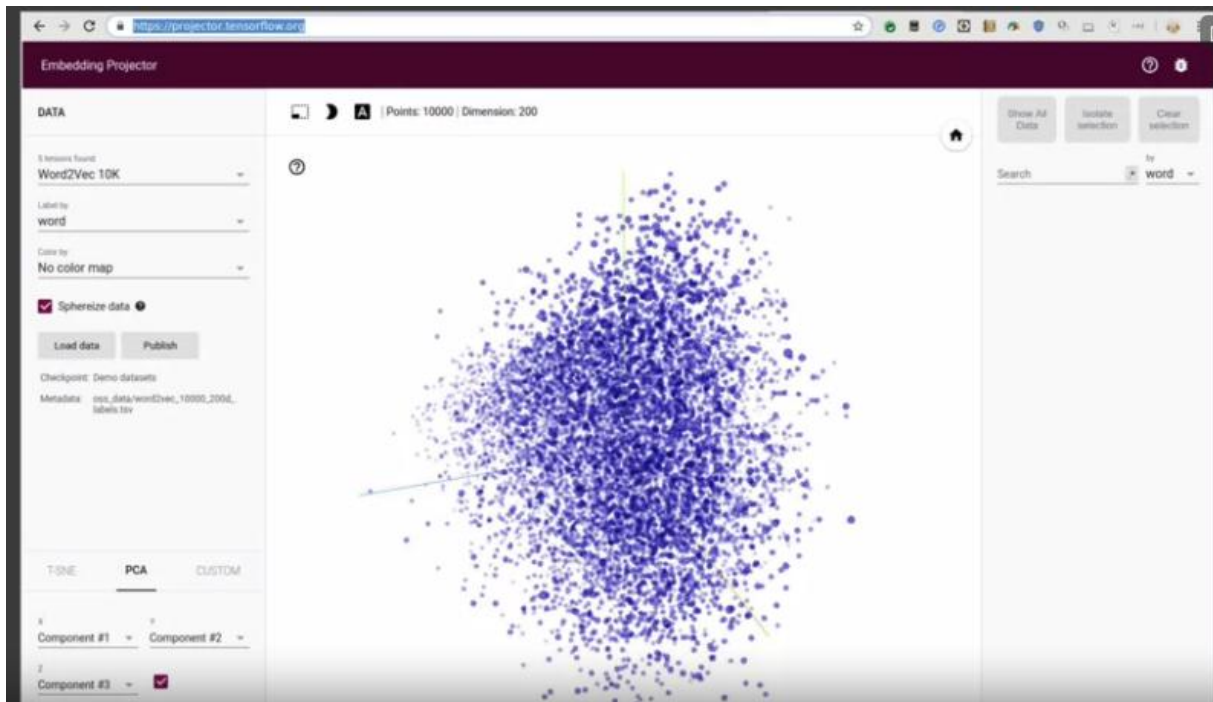 https://projector.tensorflow.org
Embedding Projector
DATA
5 tensors found
Word2Vec 10K
Label by
word
Color by
No color map
Sphereize data
Load data
Publish
Checkpoint: Demo datasets
Metadata: oss_data/word2vec_10000_200d_
labels.tsv
T-SNE
PCA
CUSTOM
X
Component #1
Y
Component #2
Z
Component #3
A
| Points: 10000 | Dimension: 200
Show All
Data
Isolate
selection
Clear
selection
Search
.*
by
word